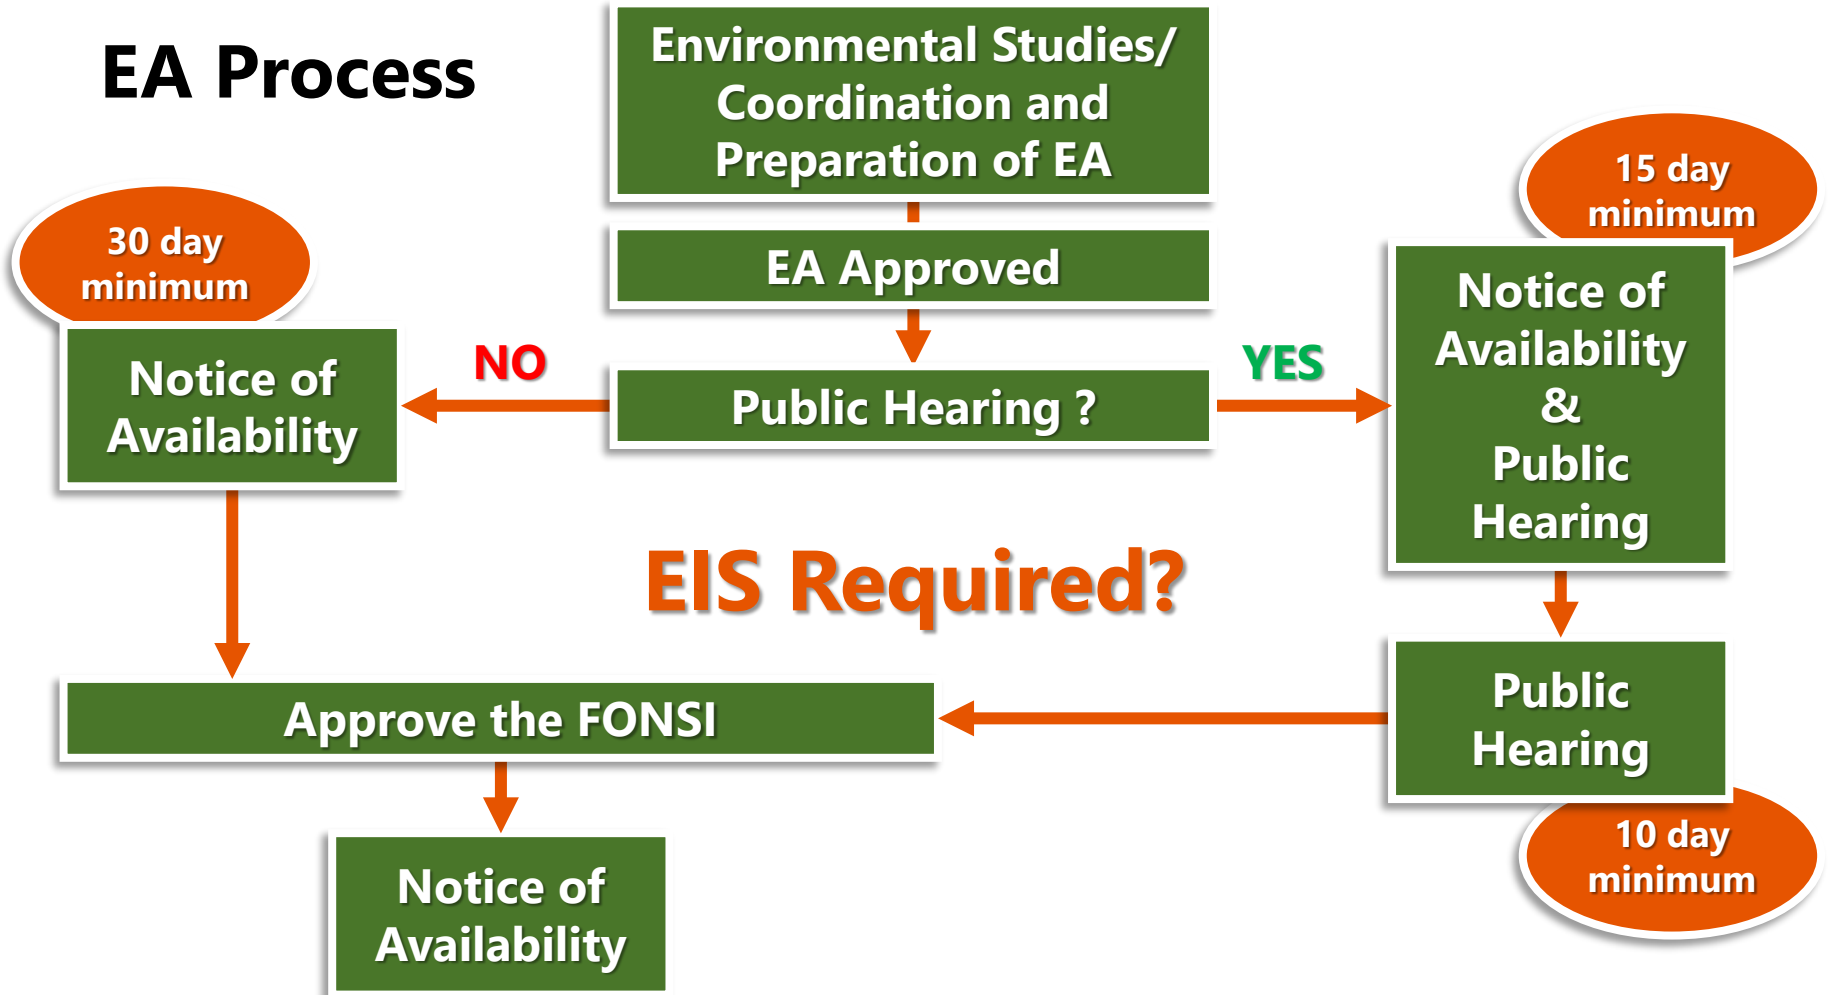 EA Process
Environmental Studies/
Coordination and
Preparation of EA
15 day
minimum
30 day
minimum
EA Approved
Notice of
Availability
&
Public
Hearing
Notice of
Availability
NO
Public Hearing ?
YES
EIS Required?
Approve the FONSI
Public
Hearing
10 day
minimum
Notice of
Availability